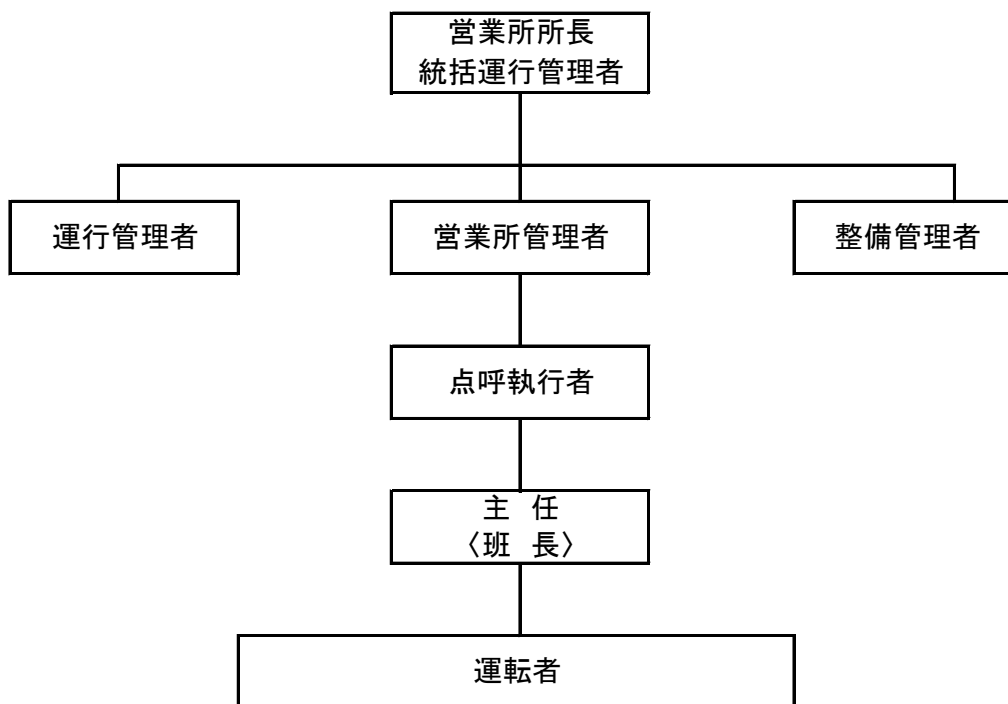 営業所所長
統括運行管理者
運行管理者
営業所管理者
整備管理者
点呼執行者
主 任
〈班 長〉
運転者